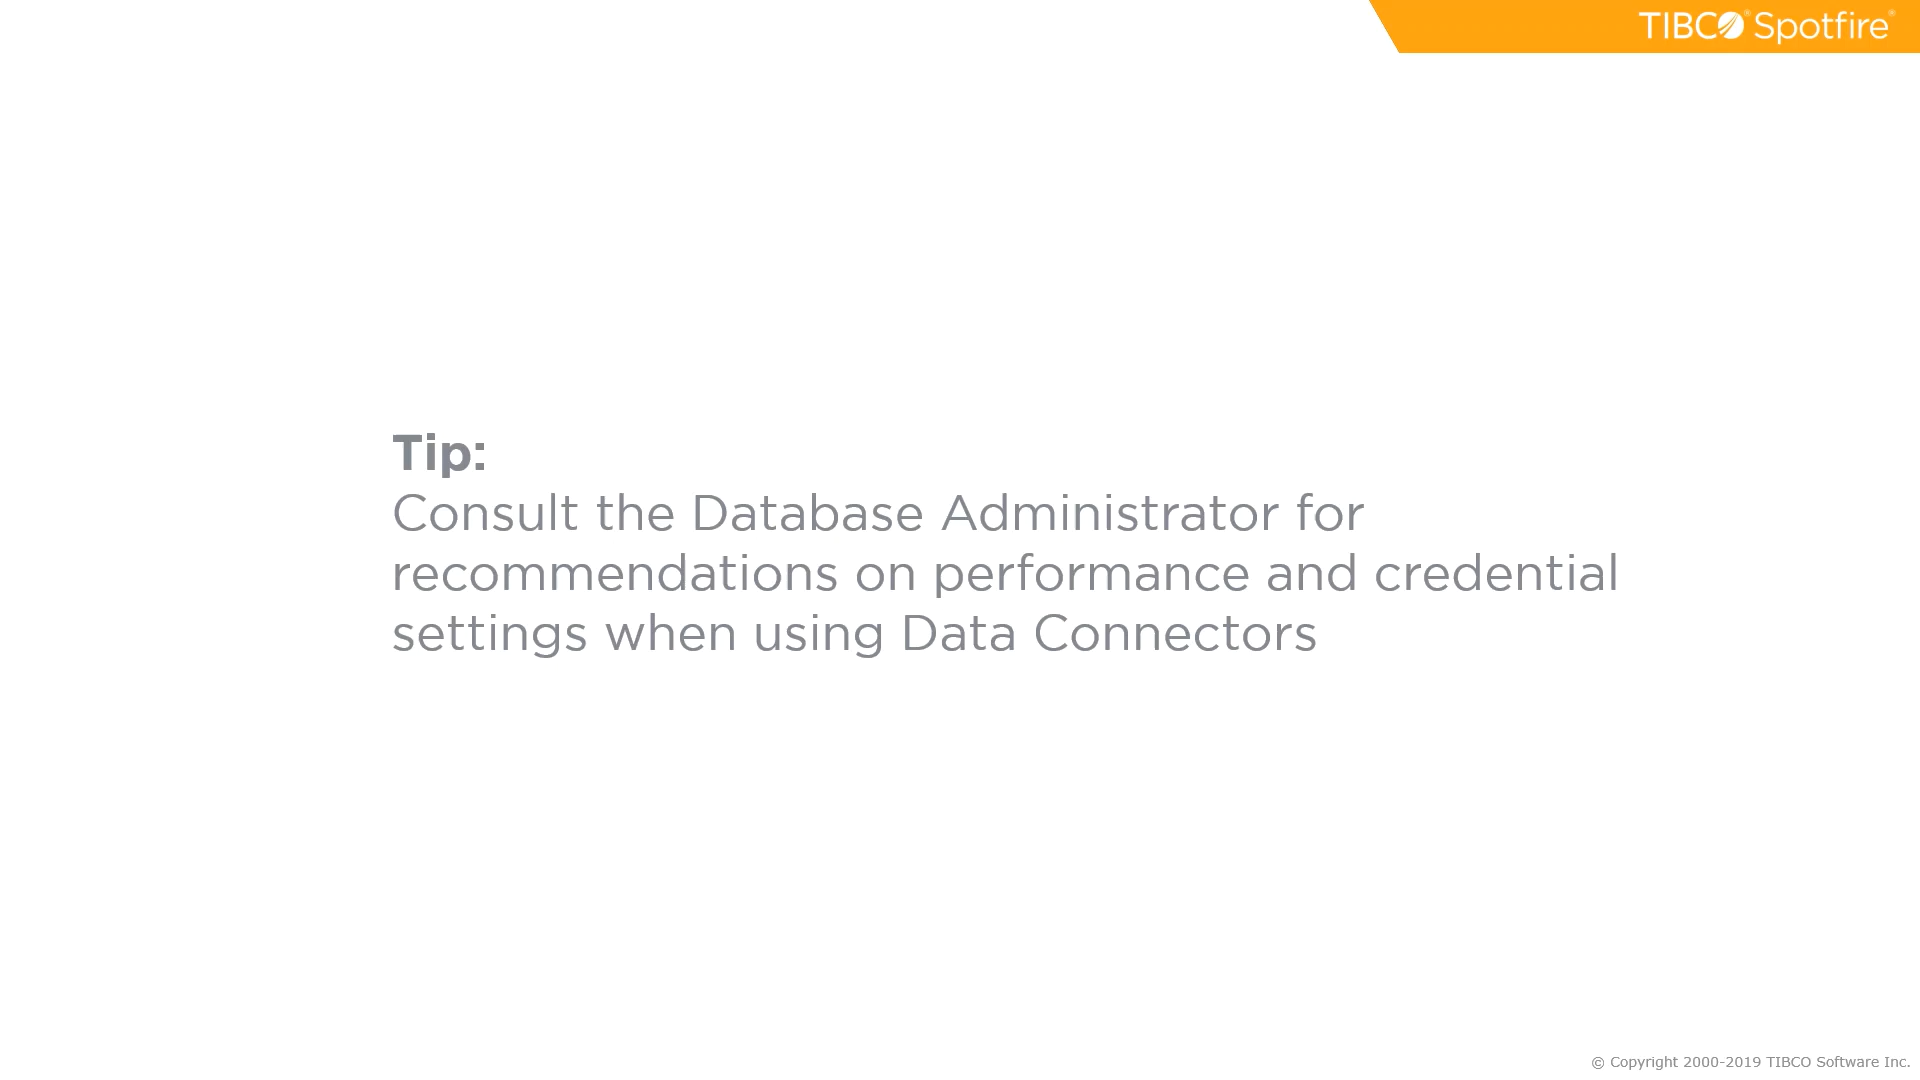 TIBCO® Spotfire®
Tip:
Consult the Database Administrator for
recommendations on performance and credential
settings when using Data Connectors
© Copyright 2000-2019 TIBCO Software Inc.